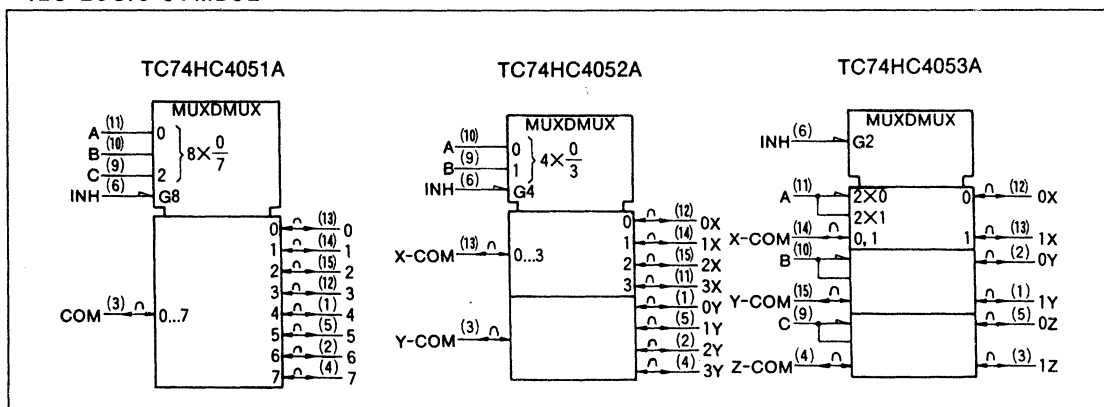 TC74HC4051A
MUXDMUX
A (11) 0
B (10)
C (9) 2
8×0/7
INH (6) G8
0 (13) 0
1 (14) 1
2 (15) 2
3 (12) 3
COM (3) 0...7
4 (1) 4
5 (5) 5
6 (2) 6
7 (4) 7
TC74HC4052A
MUXDMUX
A (10) 0
B (9) 1
4×0/3
INH (6) G4
0 (12) 0X
1 (14) 1X
X-COM (13) 0...3
2 (15) 2X
3 (11) 3X
(1) 0Y
(5) 1Y
Y-COM (3)
(2) 2Y
(4) 3Y
TC74HC4053A
MUXDMUX
INH (6) G2
A (11) 2×0 0 (12) 0X
2×1
X-COM (14) 0,1 1 (13) 1X
B (10) (2) 0Y
Y-COM (15) (1) 1Y
C (9) (5) 0Z
Z-COM (4) (3) 1Z